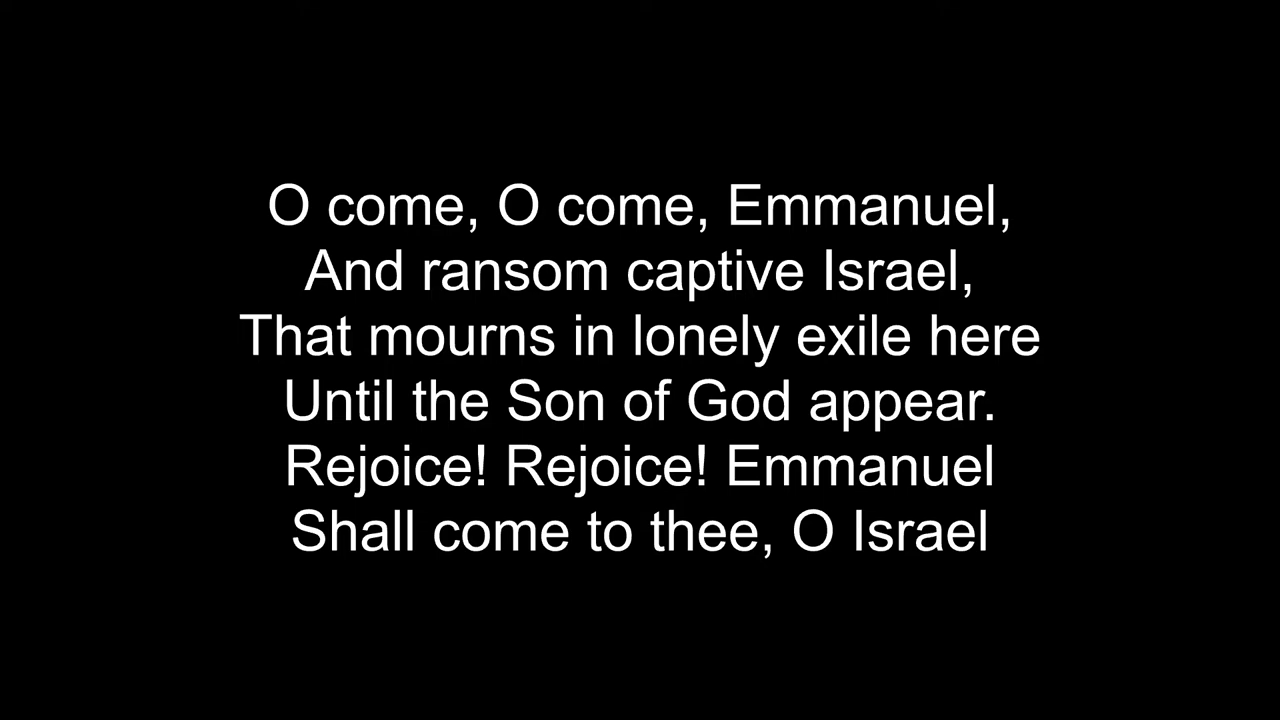 O come, O come, Emmanuel,
And ransom captive Israel,
That mourns in lonely exile here
Until the Son of God appear.
Rejoice! Rejoice! Emmanuel
Shall come to thee, O Israel